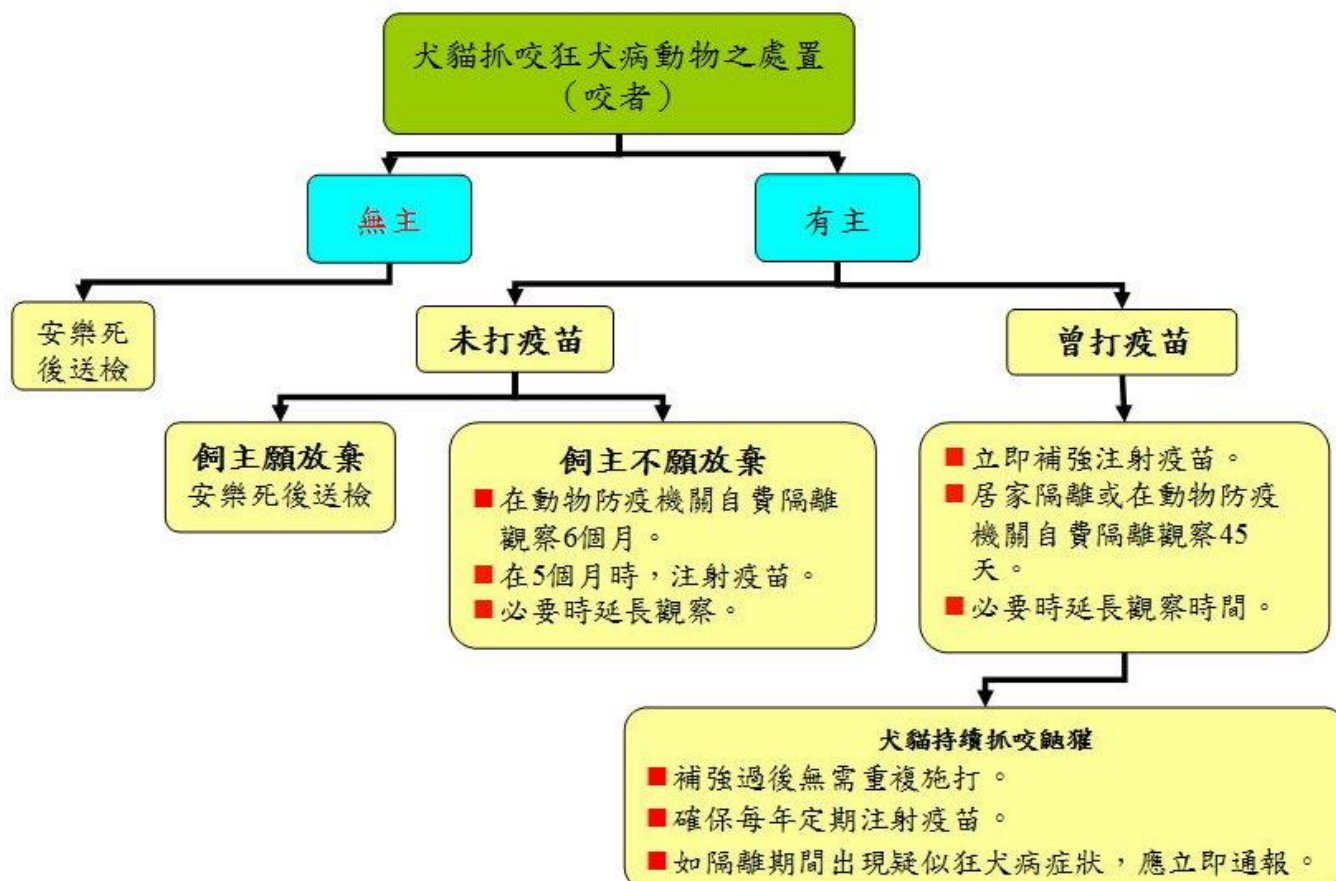 犬貓抓咬狂犬病動物之處置
（咬者）
無主
有主
安樂死
後送檢
未打疫苗
曾打疫苗
飼主願放棄
安樂死後送檢
飼主不願放棄
■在動物防疫機關自費隔離
觀察6個月。
■在5個月時，注射疫苗。
■必要時延長觀察。
■立即補強注射疫苗。
■居家隔離或在動物防疫
機關自費隔離觀察45
天。
■必要時延長觀察時間。
犬貓持續抓咬鼬獾
■補強過後無需重複施打。
■確保每年定期注射疫苗。
■如隔離期間出現疑似狂犬病症狀，應立即通報。